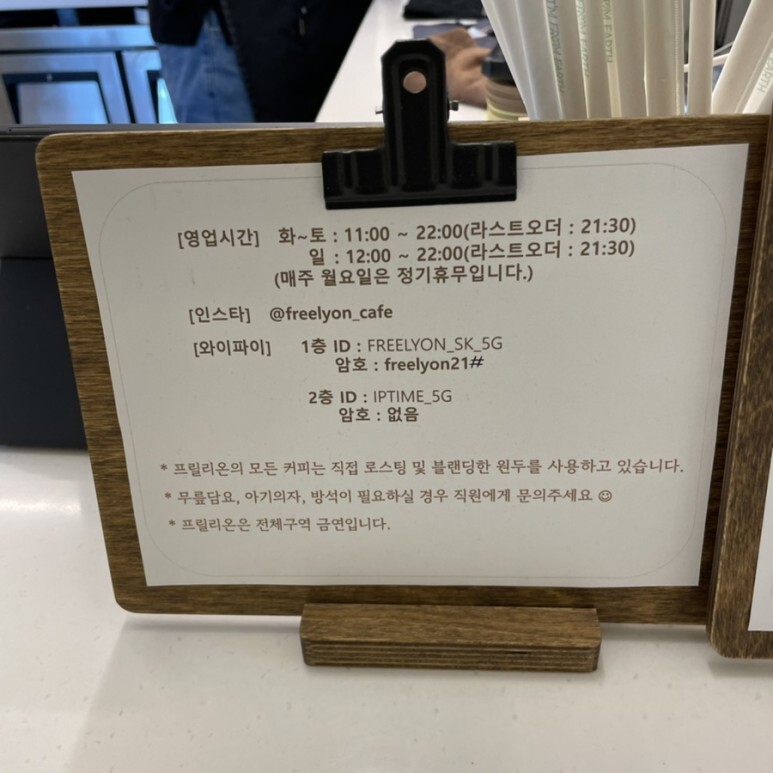 [영업시간] 화~토 : 11:00 ~ 22:00(라스트오더 : 21:30)
일 : 12:00 ~ 22:00(라스트오더 : 21:30)
(매주 월요일은 정기휴무입니다.)
[인스타] @freelyon_cafe
[와이파이] 1층 ID : FREELYON_SK_5G
암호 : freelyon21#
2층 ID : IPTIME_5G
암호 : 없음
* 프릴리온의 모든 커피는 직접 로스팅 및 블랜딩한 원두를 사용하고 있습니다.
* 무릎담요, 아기의자, 방석이 필요하실 경우 직원에게 문의주세요 ☺
* 프릴리온은 전체구역 금연입니다.